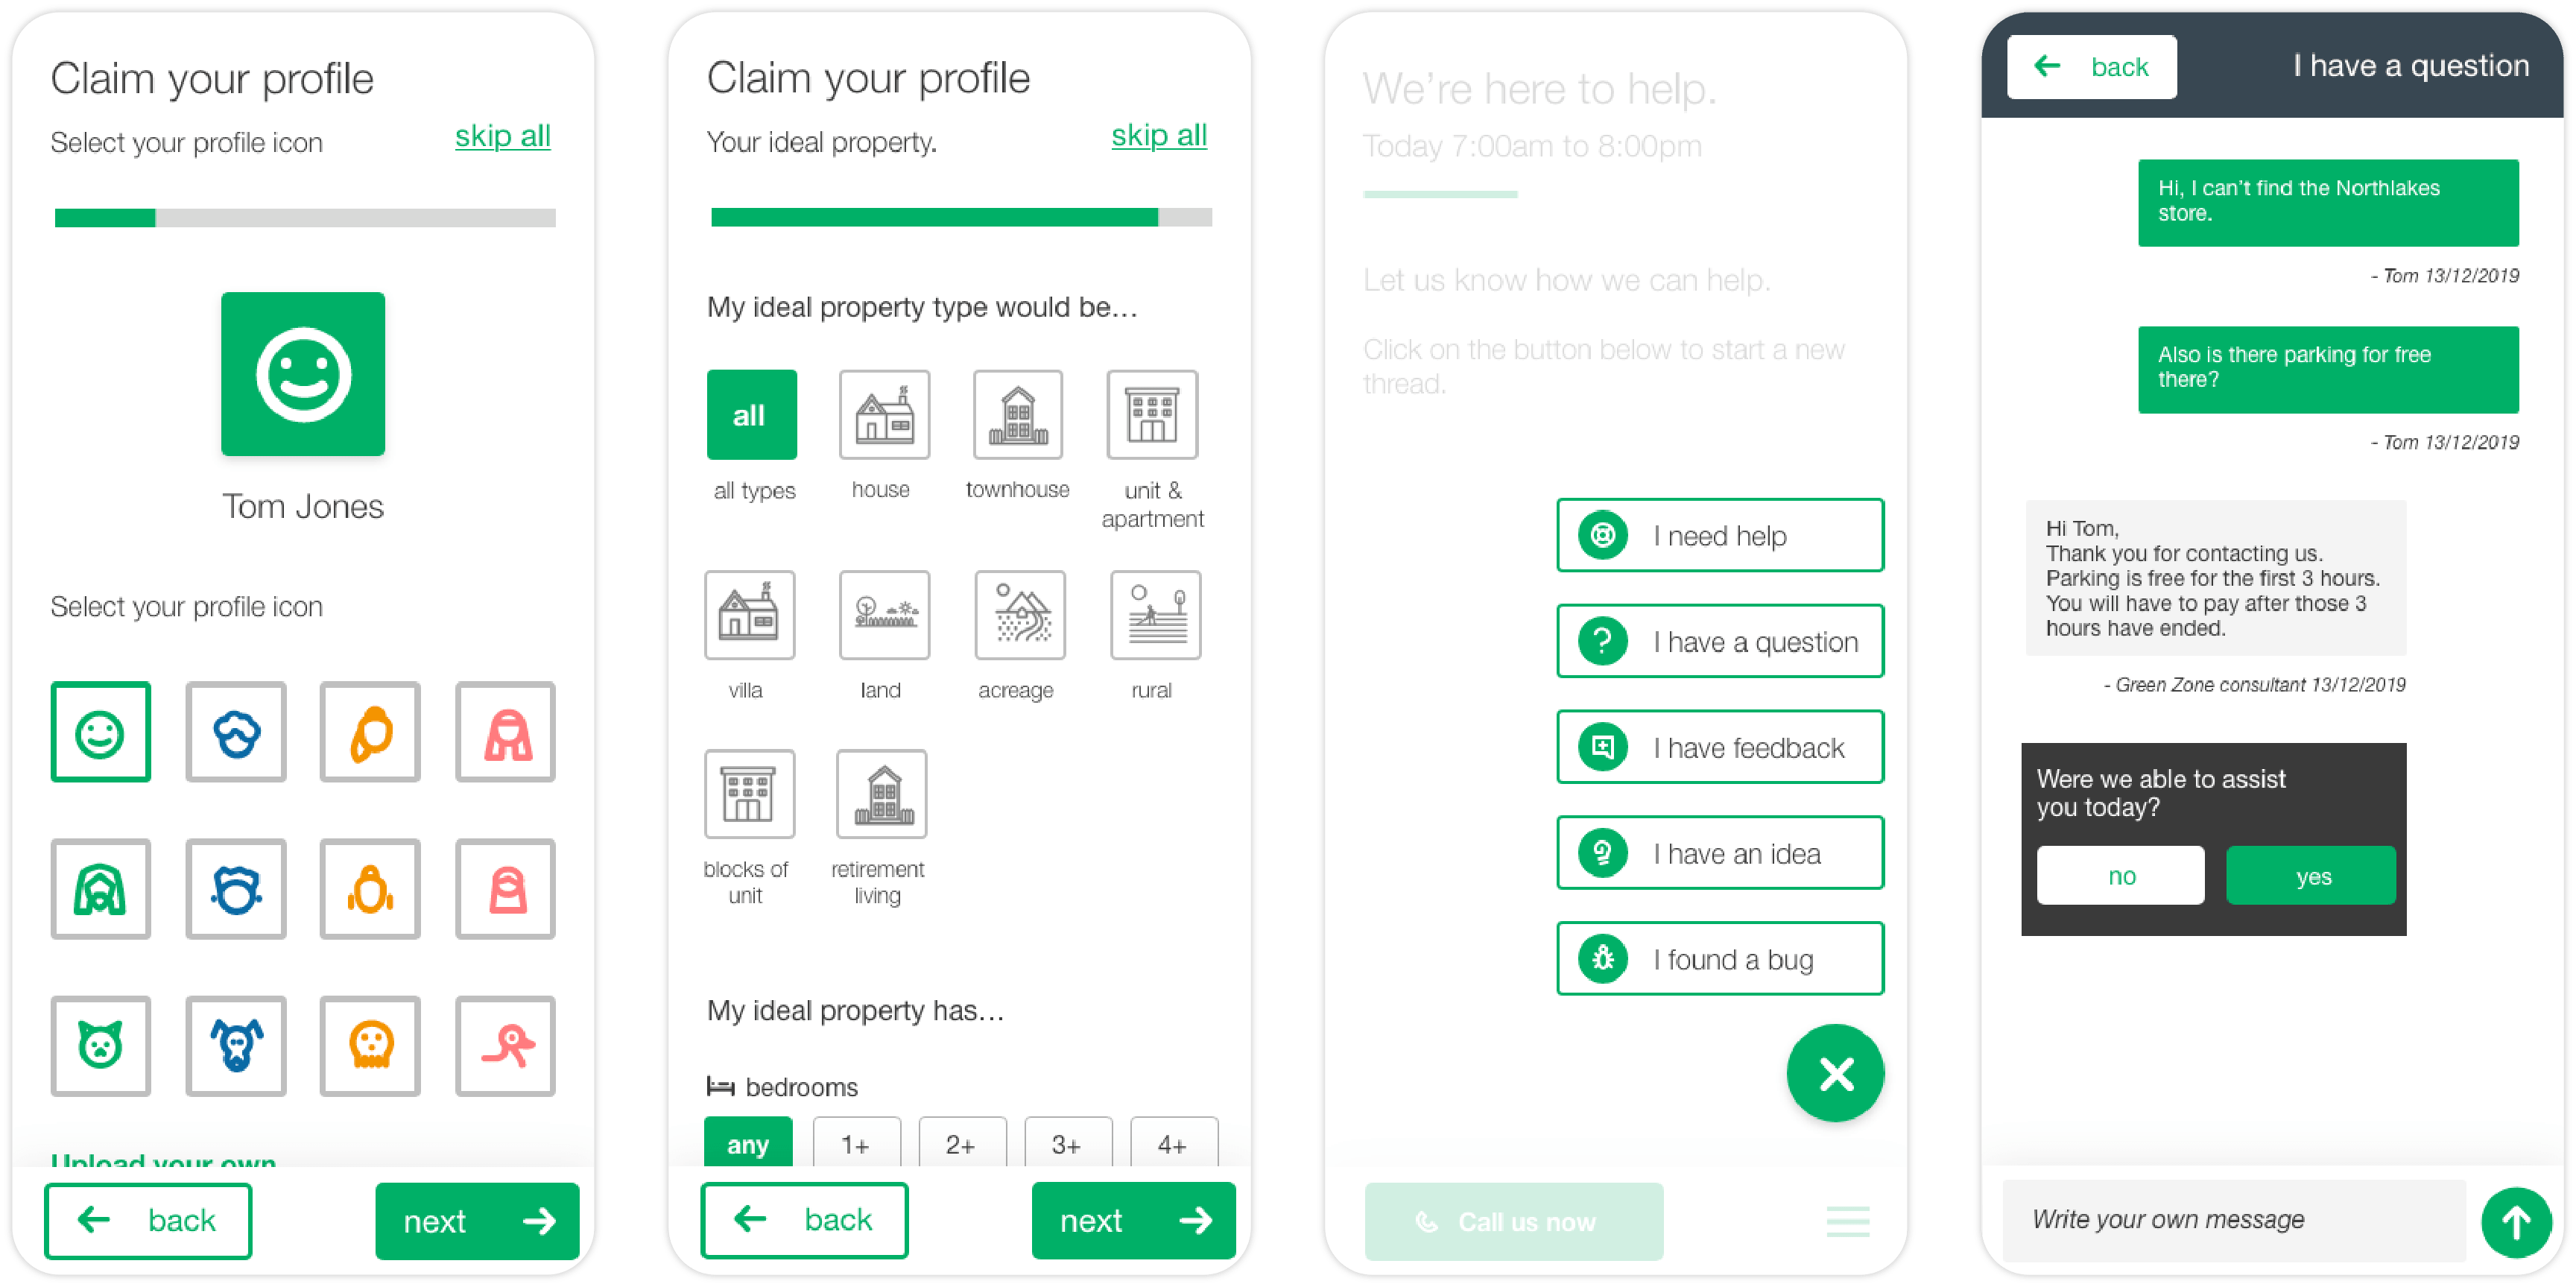 Claim your profile
Select your profile icon
skip all
Tom Jones
Select your profile icon
Upload your own
back
next
Claim your profile
Your ideal property.
skip all
My ideal property type would be...
all
all types
house
townhouse
unit &
apartment
villa
land
acreage
rural
blocks of
unit
retirement
living
My ideal property has...
bedrooms
any
1+
2+
3+
4+
back
next
We're here to help.
Today 7:00am to 8:00pm
Let us know how we can help.
Click on the button below to start a new
thread.
I need help
I have a question
I have feedback
I have an idea
I found a bug
Call us now
back
I have a question
Hi, I can't find the Northlakes
store.
- Tom 13/12/2019
Also is there parking for free
there?
- Tom 13/12/2019
Hi Tom,
Thank you for contacting us.
Parking is free for the first 3 hours.
You will have to pay after those 3
hours have ended.
- Green Zone consultant 13/12/2019
Were we able to assist
you today?
no
yes
Write your own message